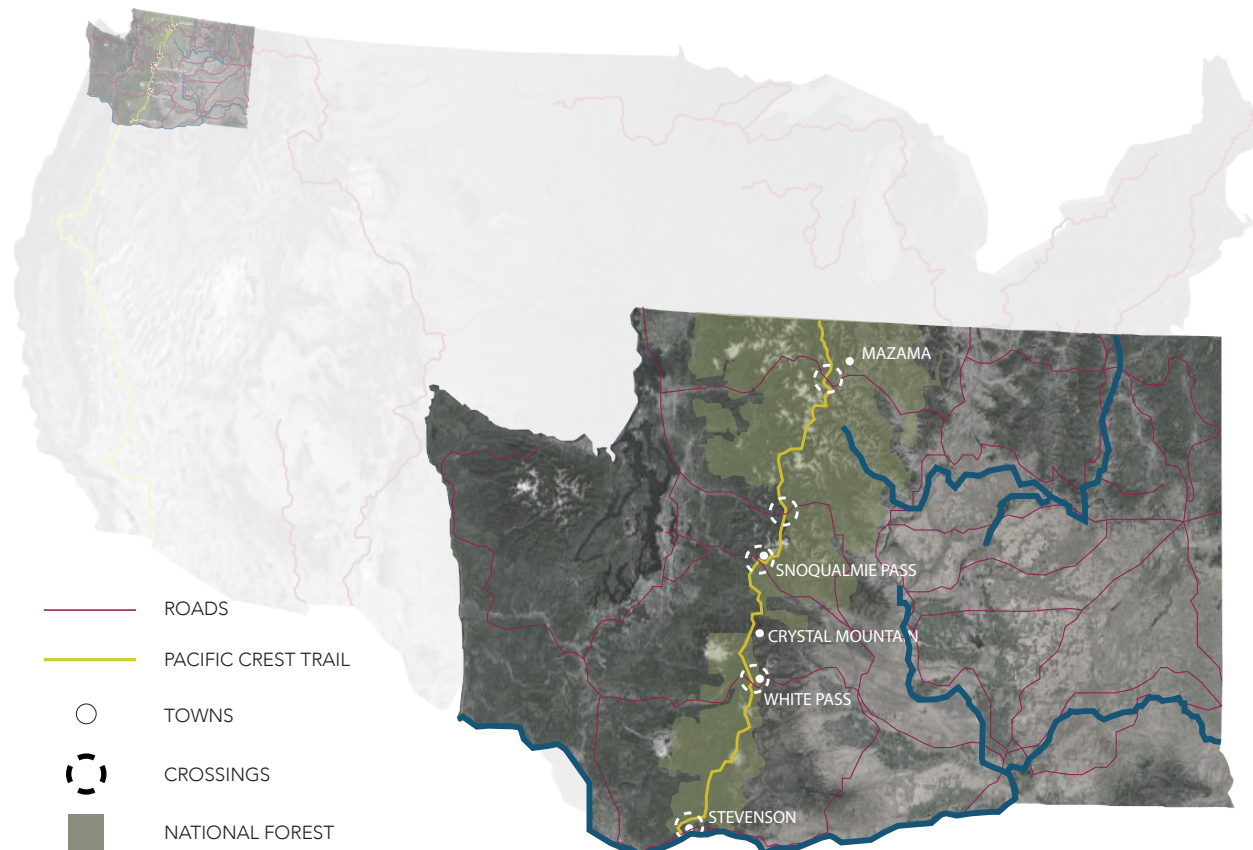 MAZAMA
SNOQUALMIE PASS
CRYSTAL MOUNTAIN
WHITE PASS
STEVENSON
ROADS
PACIFIC CREST TRAIL
TOWNS
CROSSINGS
NATIONAL FOREST